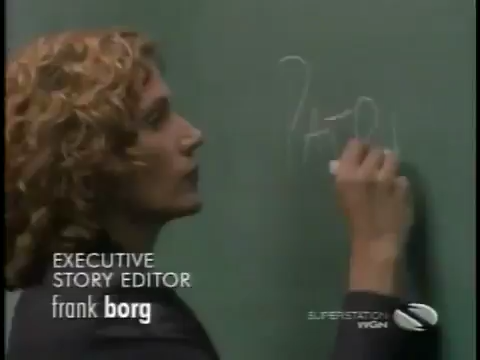 EXECUTIVE
STORY EDITOR
frank borg
SUPERSTATION
WGN